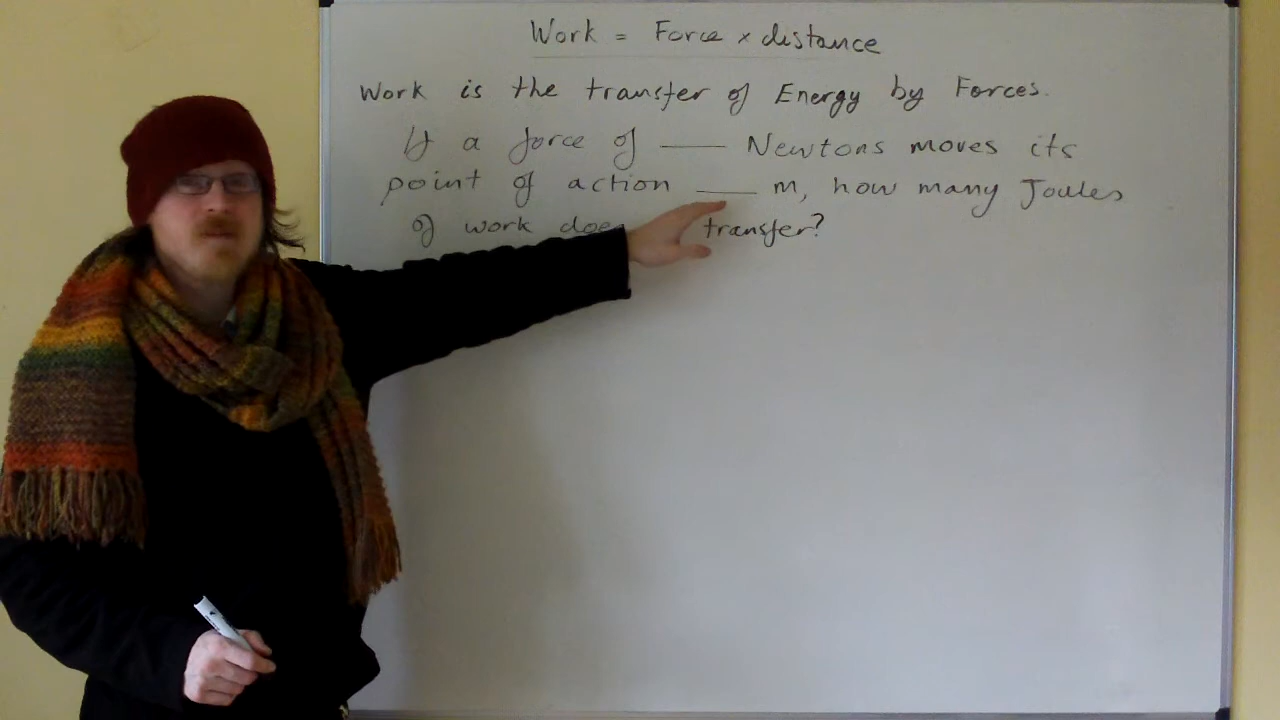 Work = Force × distance
Work is the transfer of Energy by Forces.
If a force of ___ Newtons moves its
point of action ___ m, how many Joules
of work does transfer?